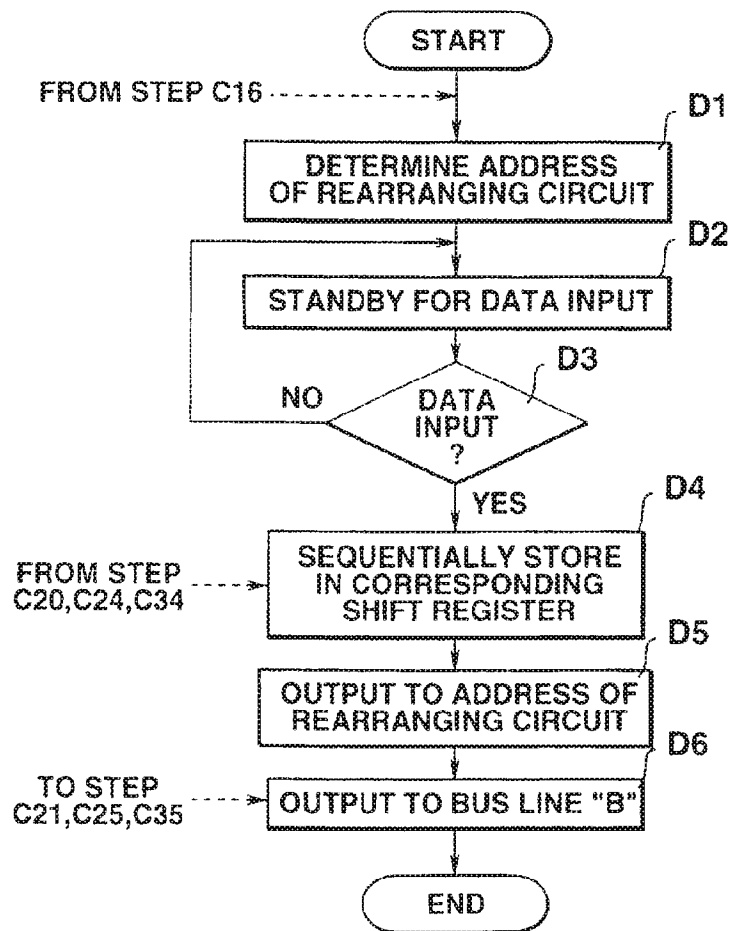 START
FROM STEP C16
D1
DETERMINE ADDRESS
OF REARRANGING CIRCUIT
D2
STANDBY FOR DATA INPUT
D3
NO
DATA
INPUT
?
YES
D4
SEQUENTIALLY STORE
IN CORRESPONDING
SHIFT REGISTER
FROM STEP
C20,C24,C34
D5
OUTPUT TO ADDRESS OF
REARRANGING CIRCUIT
D6
TO STEP
C21,C25,C35
OUTPUT TO BUS LINE "B"
END